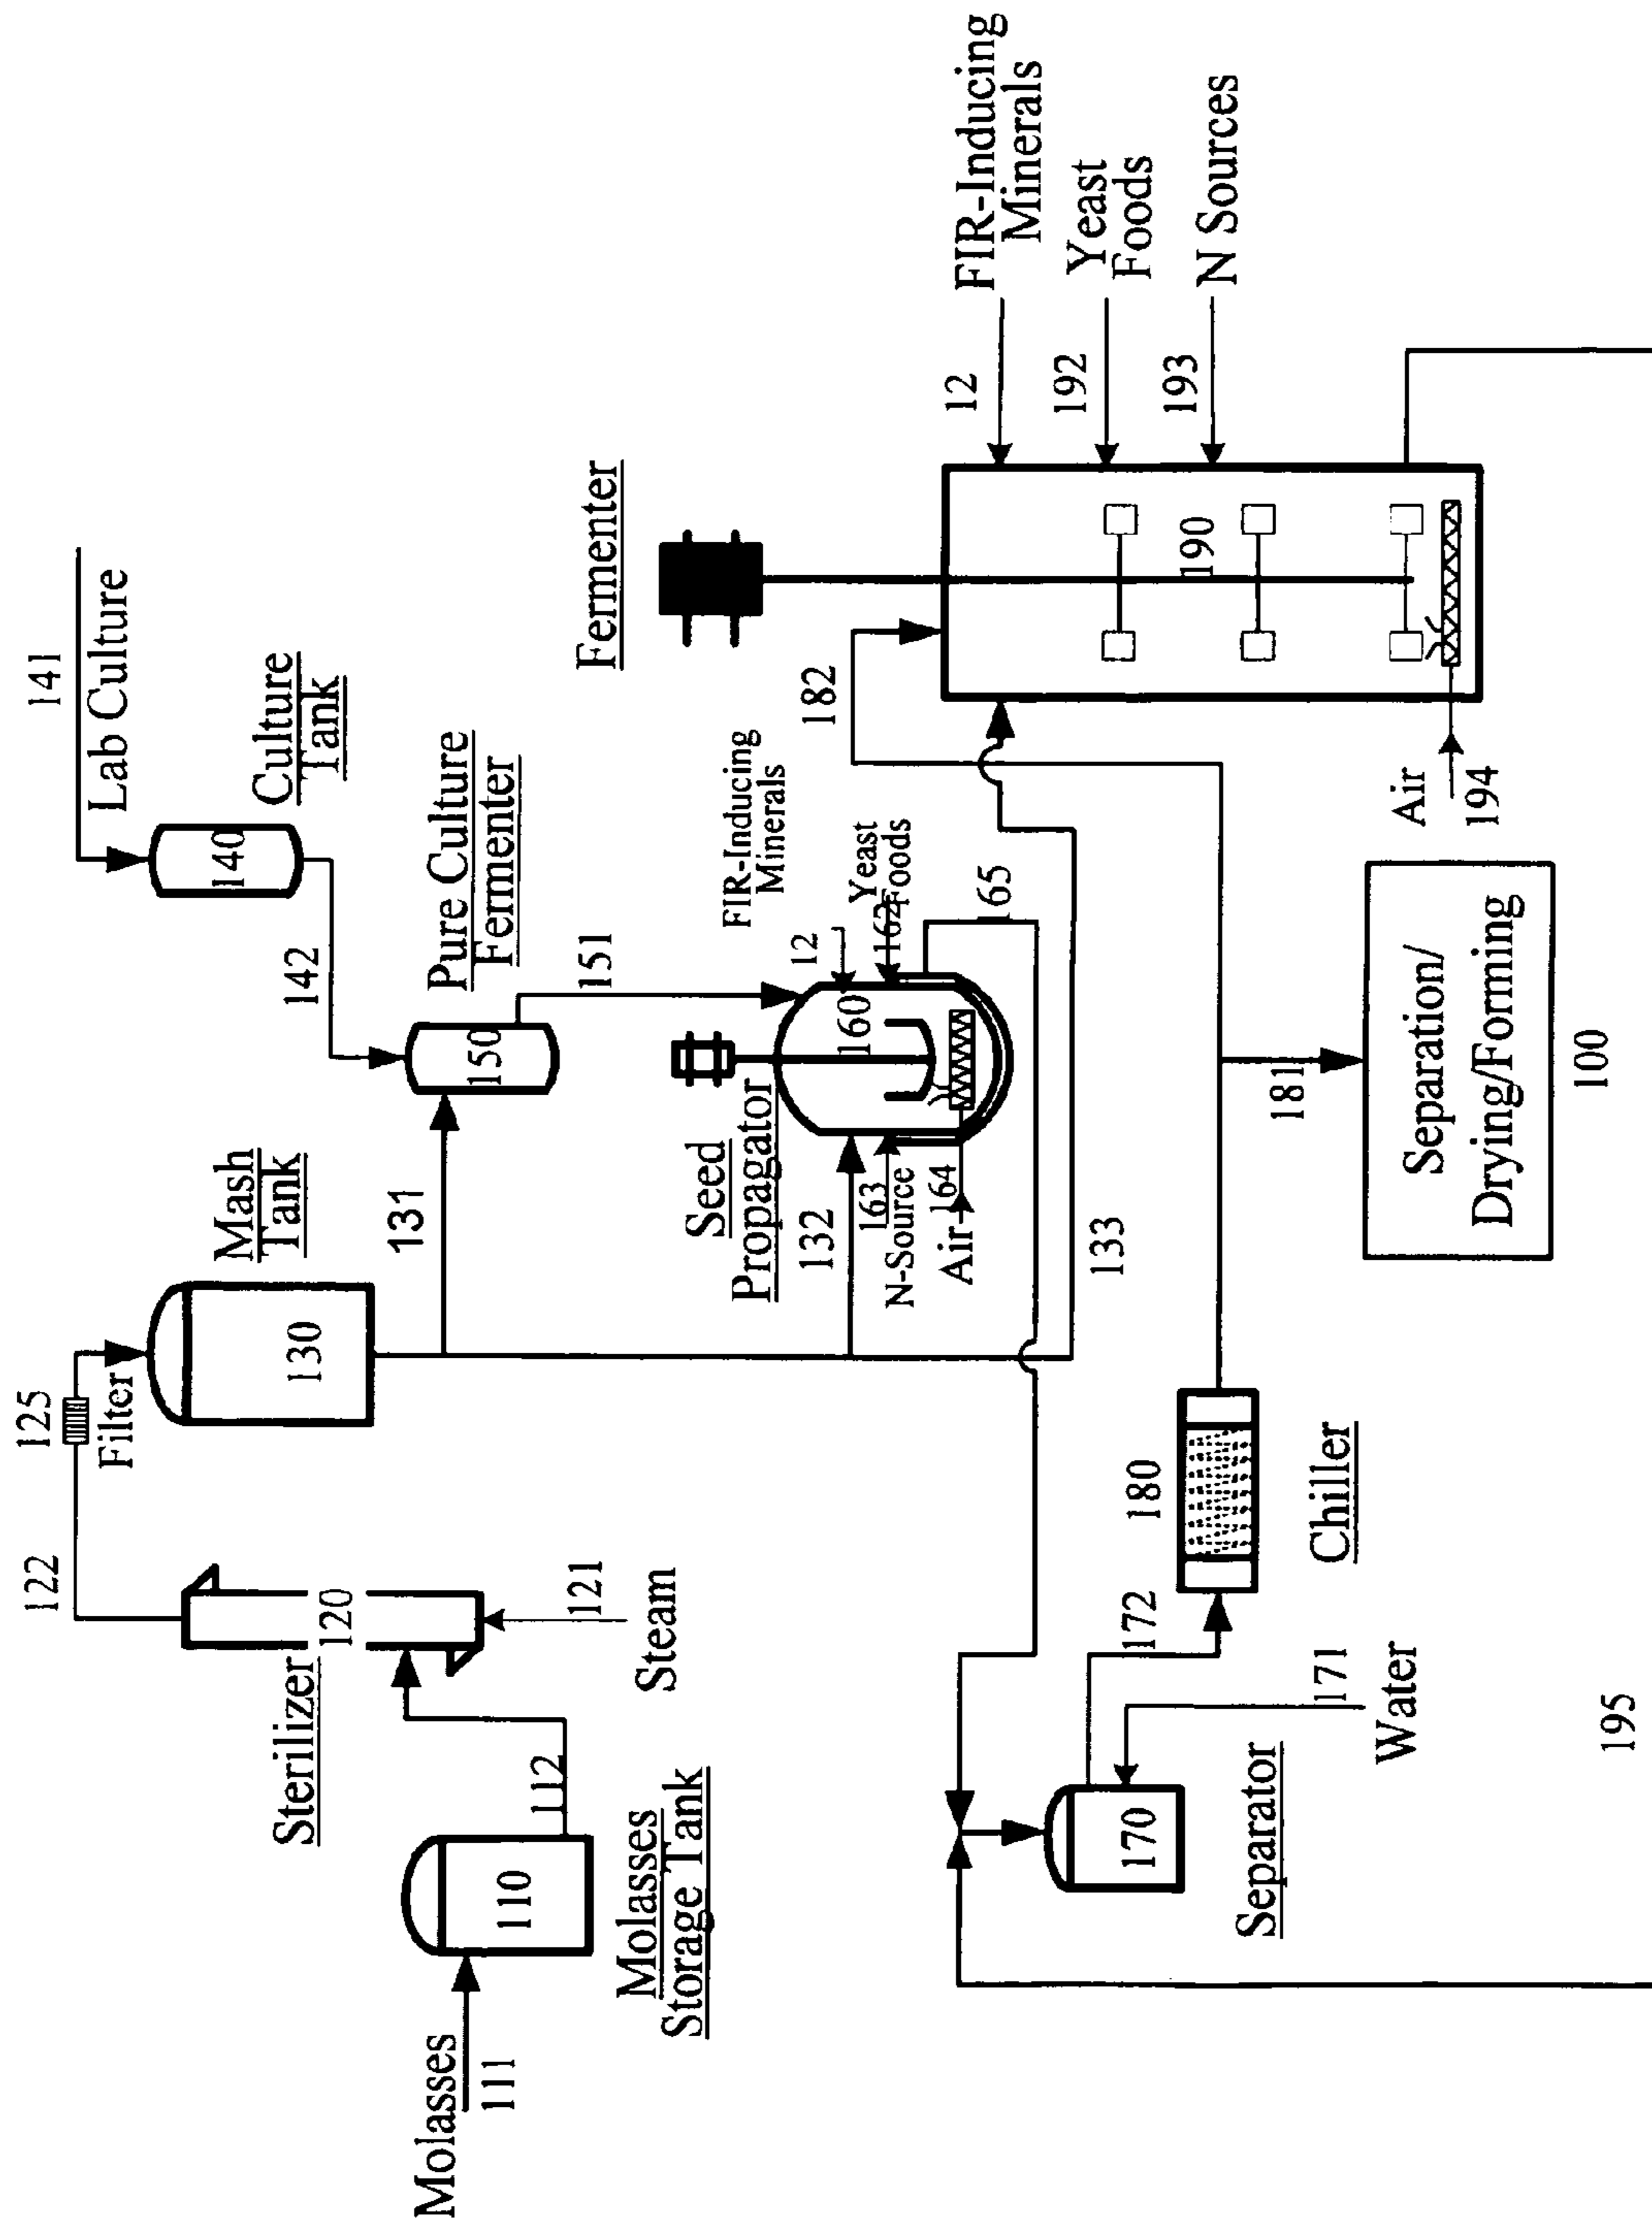 141
Lab Culture
Culture
Tank
140
142
Pure Culture
Fermenter
150
151
131
Mash
Tank
130
125
Filter
122
120
Sterilizer
121
Steam
112
110
Molasses
Storage Tank
Molasses
111
Seed
Propagator
160
FIR-Inducing
Minerals
12
Yeast
Foods
162
165
132
163
N-Source
Air
164
133
Fermenter
190
182
12
FIR-Inducing
Minerals
192
Yeast
Foods
193
N Sources
Air
194
Separation/
Drying/Forming
100
181
180
Chiller
172
170
171
Water
Separator
195